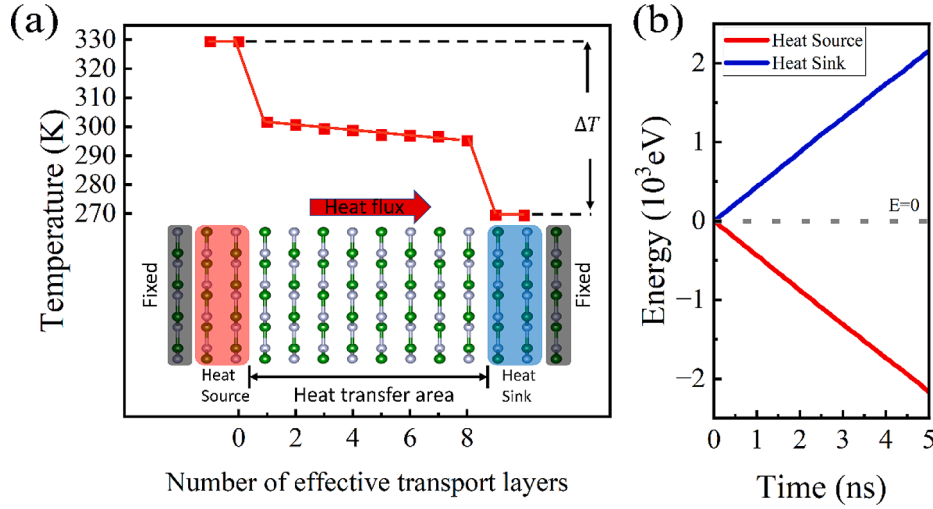 (a)
330
320
310
300
290
280
270
Temperature (K)
ΔT
Heat flux
Fixed
Fixed
Heat
Source
Heat transfer area
Heat
Sink
0 2 4 6 8
Number of effective transport layers
(b)
Heat Source
Heat Sink
2
1
0
−1
−2
E=0
Energy (10³eV)
0 1 2 3 4 5
Time (ns)